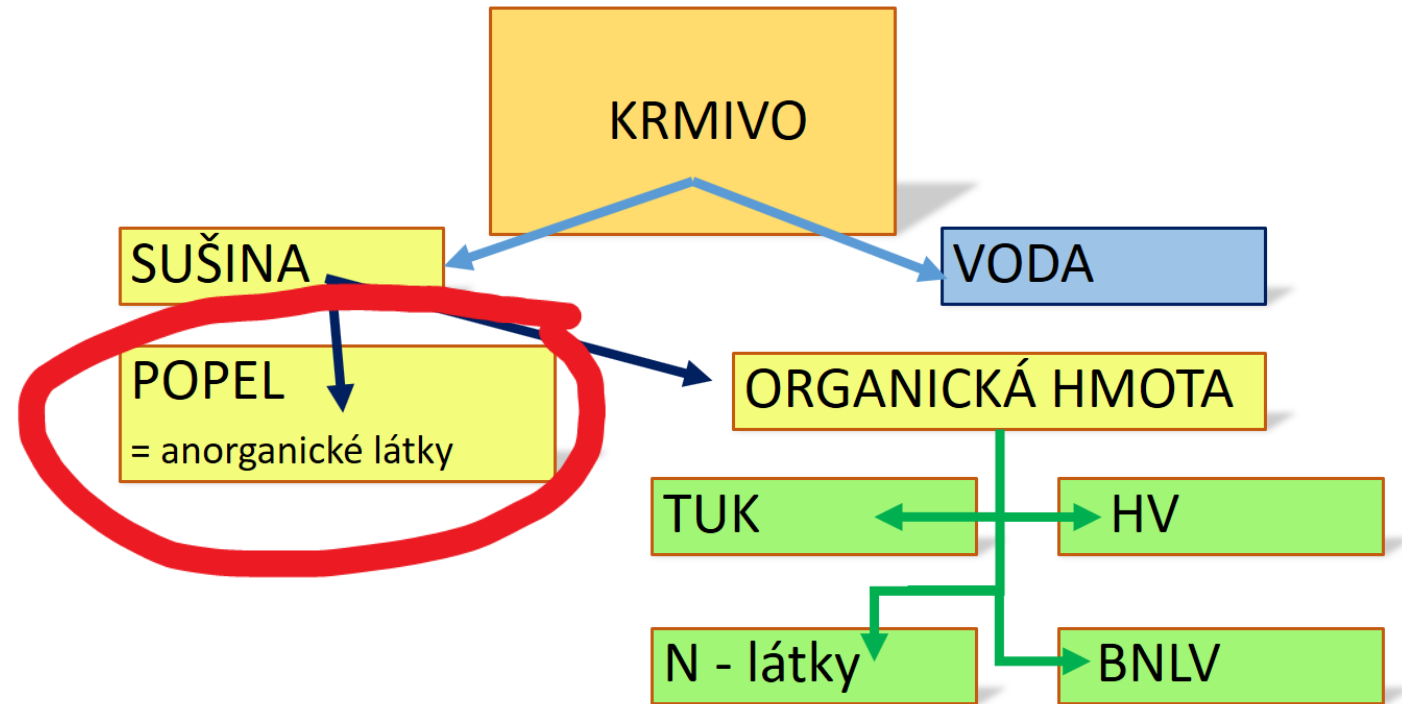 KRMIVO
SUŠINA
VODA
POPEL
= anorganické látky
ORGANICKÁ HMOTA
TUK
HV
N - látky
BNLV